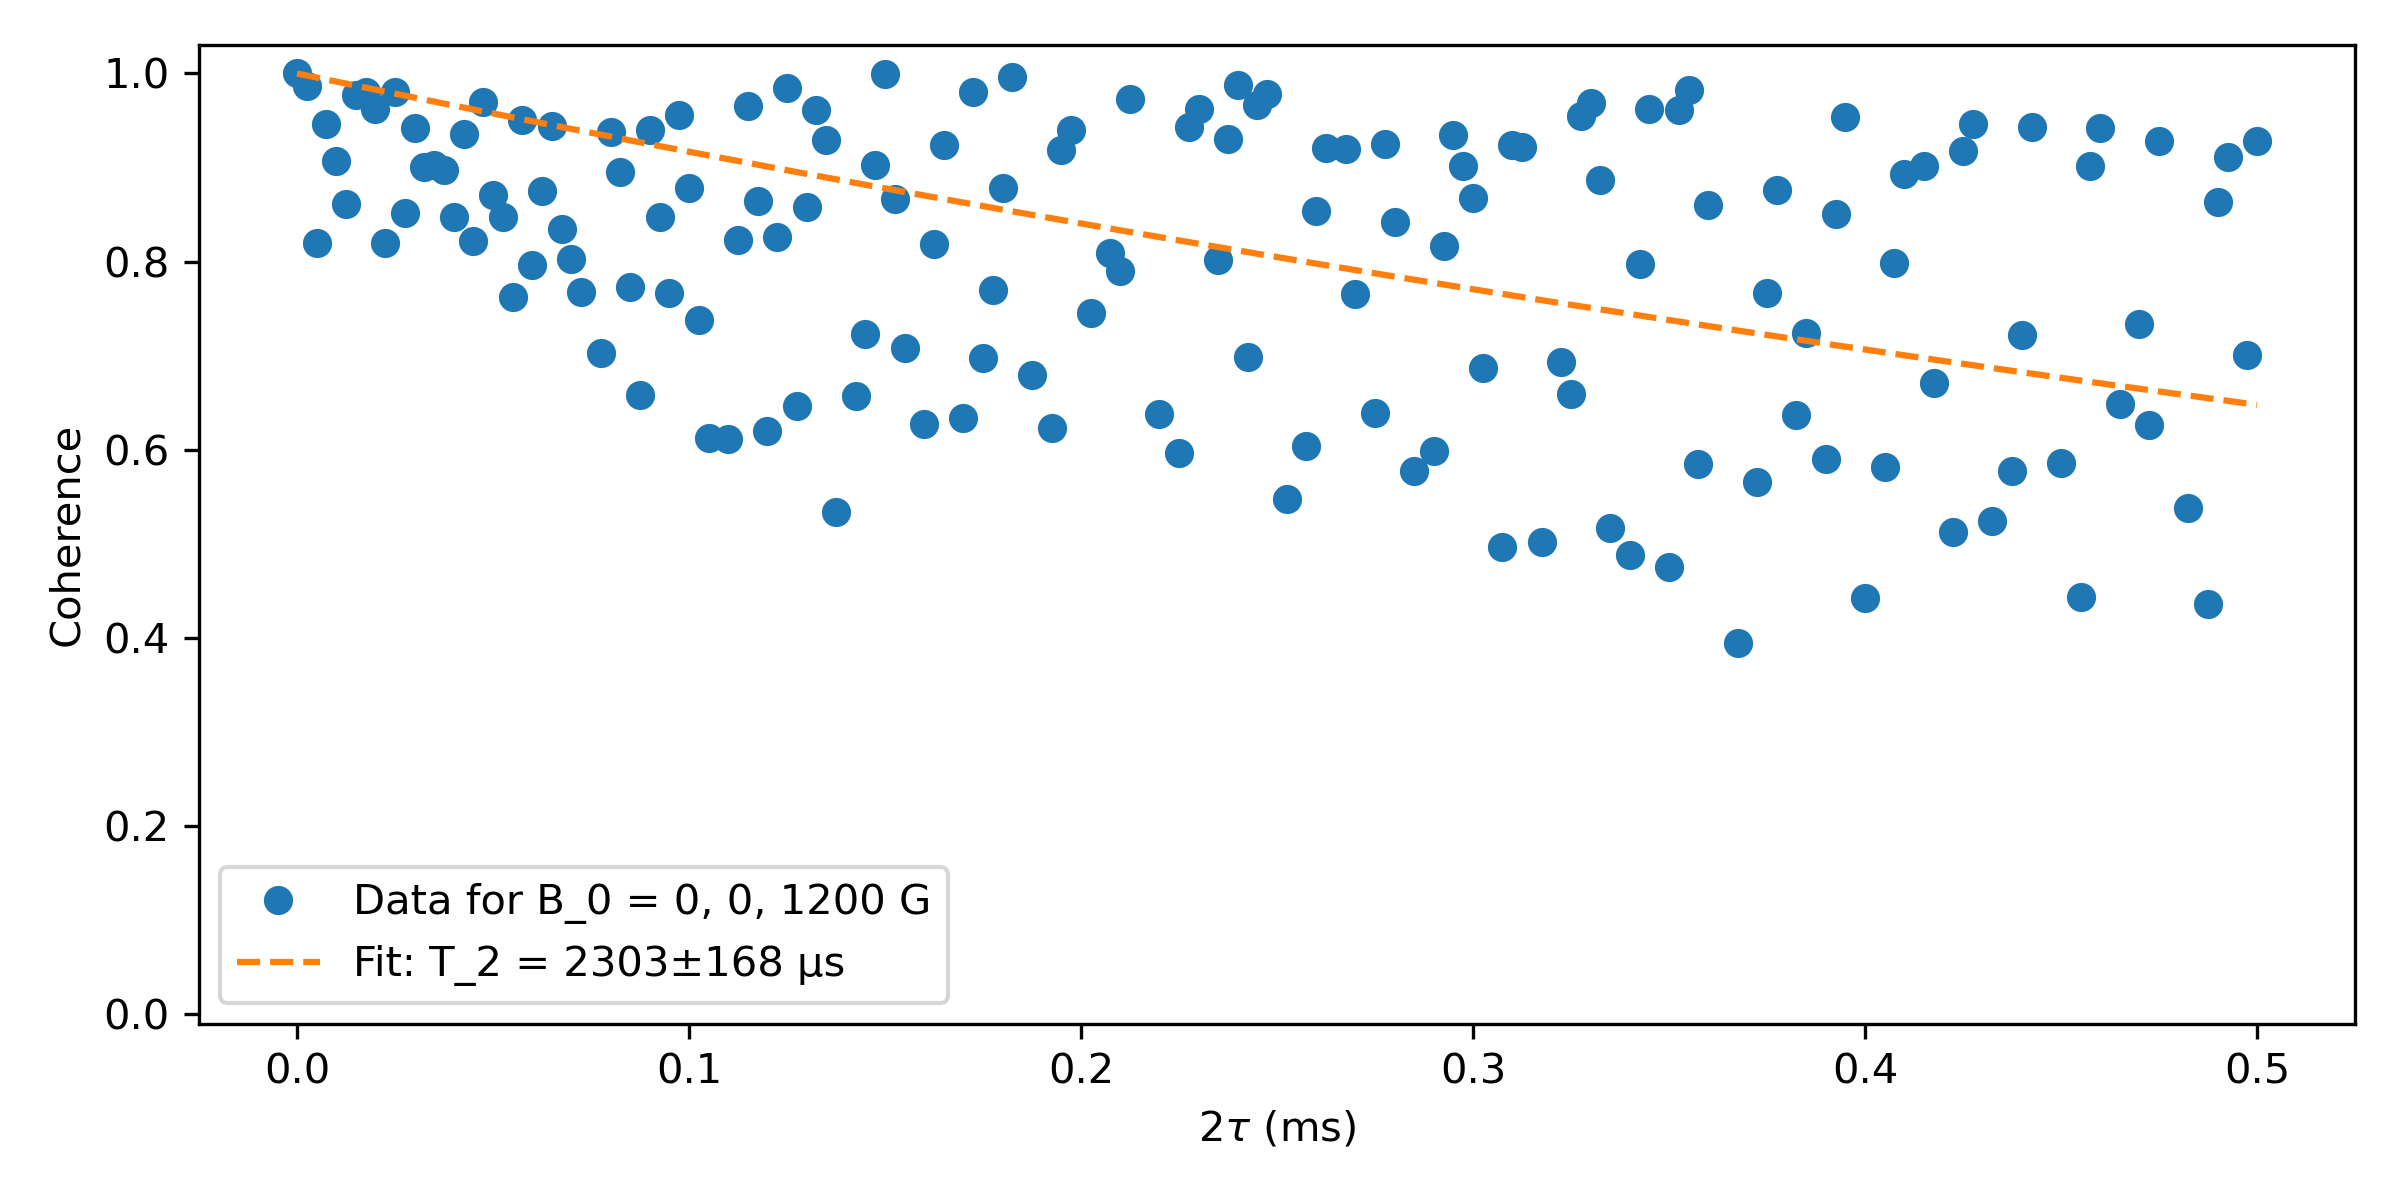 1.0
0.8
0.6
0.4
0.2
0.0
Coherence
Data for B_0 = 0, 0, 1200 G
Fit: T_2 = 2303±168 µs
0.0 0.1 0.2 0.3 0.4 0.5
2τ (ms)